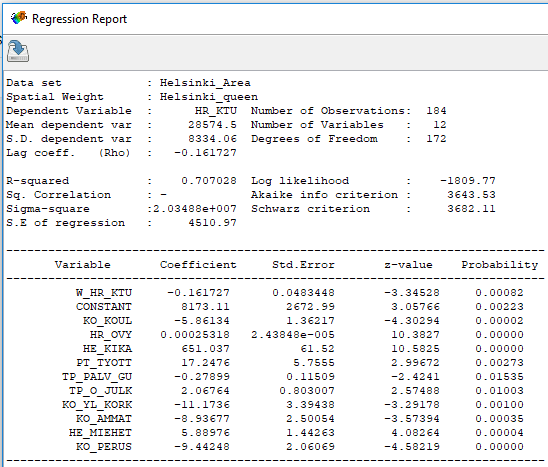 Regression Report
Data set : Helsinki_Area
Spatial Weight : Helsinki_queen
Dependent Variable : HR_KTU Number of Observations: 184
Mean dependent var : 28574.5 Number of Variables : 12
S.D. dependent var : 8334.06 Degrees of Freedom : 172
Lag coeff. (Rho) : -0.161727
R-squared : 0.707028 Log likelihood : -1809.77
Sq. Correlation : - Akaike info criterion : 3643.53
Sigma-square :2.03488e+007 Schwarz criterion : 3682.11
S.E of regression : 4510.97
Variable Coefficient Std.Error z-value Probability
W_HR_KTU -0.161727 0.0483448 -3.34528 0.00082
CONSTANT 8173.11 2672.99 3.05766 0.00223
KO_KOUL -5.86134 1.36217 -4.30294 0.00002
HR_OVY 0.00025318 2.43848e-005 10.3827 0.00000
HE_KIKA 651.037 61.52 10.5825 0.00000
PT_TYOTT 17.2476 5.7555 2.99672 0.00273
TP_PALV_GU -0.27899 0.11509 -2.4241 0.01535
TP_O_JULK 2.06764 0.803007 2.57488 0.01003
KO_YL_KORK -11.1736 3.39438 -3.29178 0.00100
KO_AMMAT -8.93677 2.50054 -3.57394 0.00035
HE_MIEHET 5.88976 1.44263 4.08264 0.00004
KO_PERUS -9.44248 2.06069 -4.58219 0.00000